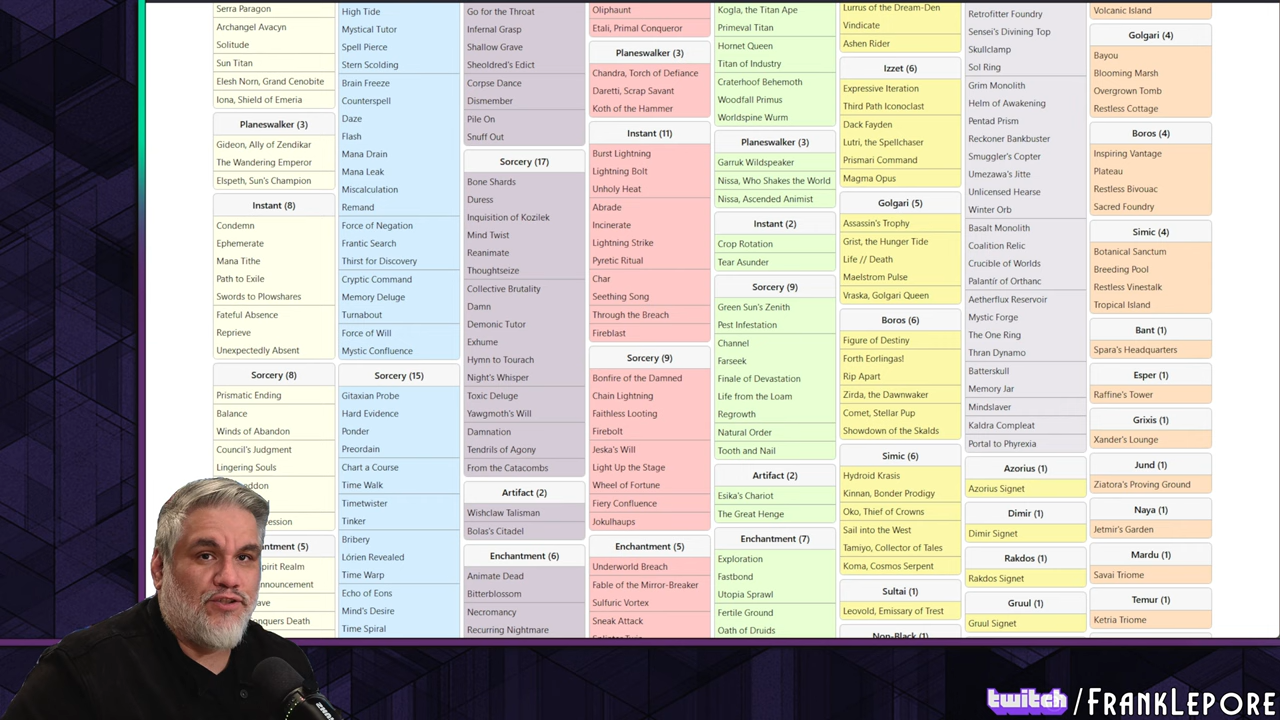 Serra Paragon
Archangel Avacyn
Solitude
Sun Titan
Elesh Norn, Grand Cenobite
Iona, Shield of Emeria
Planeswalker (3)
Gideon, Ally of Zendikar
The Wandering Emperor
Elspeth, Sun's Champion
Instant (8)
Condemn
Ephemerate
Mana Tithe
Path to Exile
Swords to Plowshares
Fateful Absence
Reprieve
Unexpectedly Absent
Sorcery (8)
Prismatic Ending
Balance
Winds of Abandon
Council's Judgment
Lingering Souls
High Tide
Mystical Tutor
Spell Pierce
Stern Scolding
Brain Freeze
Counterspell
Daze
Flash
Mana Drain
Mana Leak
Miscalculation
Remand
Force of Negation
Frantic Search
Thirst for Discovery
Cryptic Command
Memory Deluge
Turnabout
Force of Will
Mystic Confluence
Sorcery (15)
Gitaxian Probe
Hard Evidence
Ponder
Preordain
Chart a Course
Time Walk
Timetwister
Tinker
Bribery
Lórien Revealed
Time Warp
Echo of Eons
Mind's Desire
Time Spiral
Go for the Throat
Infernal Grasp
Shallow Grave
Sheoldred's Edict
Corpse Dance
Dismember
Pile On
Snuff Out
Sorcery (17)
Bone Shards
Duress
Inquisition of Kozilek
Mind Twist
Reanimate
Thoughtseize
Collective Brutality
Damn
Demonic Tutor
Exhume
Hymn to Tourach
Night's Whisper
Toxic Deluge
Yawgmoth's Will
Damnation
Tendrils of Agony
From the Catacombs
Artifact (2)
Wishclaw Talisman
Bolas's Citadel
Enchantment (6)
Animate Dead
Bitterblossom
Necromancy
Recurring Nightmare
Oliphaunt
Etali, Primal Conqueror
Planeswalker (3)
Chandra, Torch of Defiance
Daretti, Scrap Savant
Koth of the Hammer
Instant (11)
Burst Lightning
Lightning Bolt
Unholy Heat
Abrade
Incinerate
Lightning Strike
Pyretic Ritual
Char
Seething Song
Through the Breach
Fireblast
Sorcery (9)
Bonfire of the Damned
Chain Lightning
Faithless Looting
Firebolt
Jeska's Will
Light Up the Stage
Wheel of Fortune
Fiery Confluence
Jokulhaups
Enchantment (5)
Underworld Breach
Fable of the Mirror-Breaker
Sulfuric Vortex
Sneak Attack
Kogla, the Titan Ape
Primeval Titan
Hornet Queen
Titan of Industry
Craterhoof Behemoth
Woodfall Primus
Worldspine Wurm
Planeswalker (3)
Garruk Wildspeaker
Nissa, Who Shakes the World
Nissa, Ascended Animist
Instant (2)
Crop Rotation
Tear Asunder
Sorcery (9)
Green Sun's Zenith
Pest Infestation
Channel
Farseek
Finale of Devastation
Life from the Loam
Regrowth
Natural Order
Tooth and Nail
Artifact (2)
Esika's Chariot
The Great Henge
Enchantment (7)
Exploration
Fastbond
Utopia Sprawl
Fertile Ground
Oath of Druids
Lurrus of the Dream-Den
Vindicate
Ashen Rider
Izzet (6)
Expressive Iteration
Third Path Iconoclast
Dack Fayden
Lutri, the Spellchaser
Prismari Command
Magma Opus
Golgari (5)
Assassin's Trophy
Grist, the Hunger Tide
Life // Death
Maelstrom Pulse
Vraska, Golgari Queen
Boros (6)
Figure of Destiny
Forth Eorlingas!
Rip Apart
Zirda, the Dawnwaker
Comet, Stellar Pup
Showdown of the Skalds
Simic (6)
Hydroid Krasis
Kinnan, Bonder Prodigy
Oko, Thief of Crowns
Sail into the West
Tamiyo, Collector of Tales
Koma, Cosmos Serpent
Sultai (1)
Leovold, Emissary of Trest
Non-Black (1)
Retrofitter Foundry
Sensei's Divining Top
Skullclamp
Sol Ring
Grim Monolith
Helm of Awakening
Pentad Prism
Reckoner Bankbuster
Smuggler's Copter
Umezawa's Jitte
Unlicensed Hearse
Winter Orb
Basalt Monolith
Coalition Relic
Crucible of Worlds
Palantír of Orthanc
Aetherflux Reservoir
Mystic Forge
The One Ring
Thran Dynamo
Batterskull
Memory Jar
Mindslaver
Kaldra Compleat
Portal to Phyrexia
Azorius (1)
Azorius Signet
Dimir (1)
Dimir Signet
Rakdos (1)
Rakdos Signet
Gruul (1)
Gruul Signet
Volcanic Island
Golgari (4)
Bayou
Blooming Marsh
Overgrown Tomb
Restless Cottage
Boros (4)
Inspiring Vantage
Plateau
Restless Bivouac
Sacred Foundry
Simic (4)
Botanical Sanctum
Breeding Pool
Restless Vinestalk
Tropical Island
Bant (1)
Spara's Headquarters
Esper (1)
Raffine's Tower
Grixis (1)
Xander's Lounge
Jund (1)
Ziatora's Proving Ground
Naya (1)
Jetmir's Garden
Mardu (1)
Savai Triome
Temur (1)
Ketria Triome
twitch/FRANKLEPORE